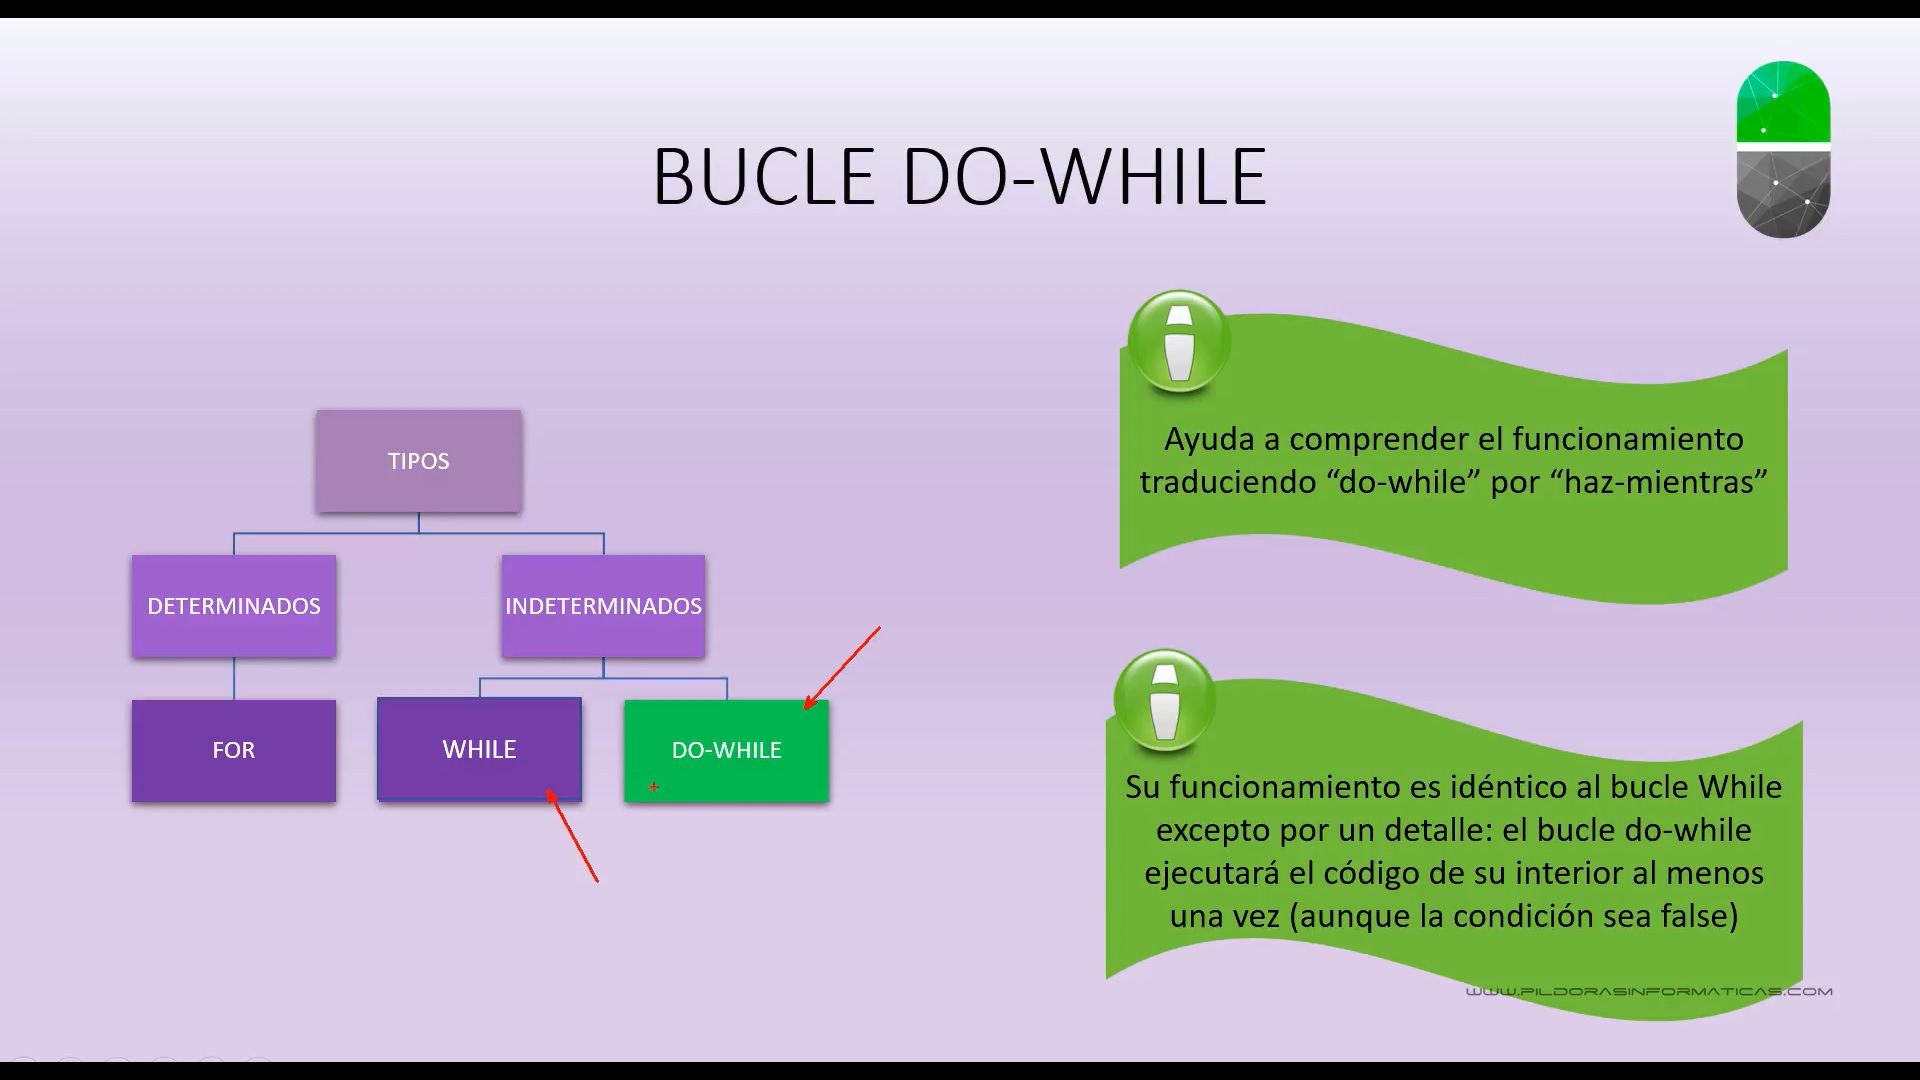 BUCLE DO-WHILE
TIPOS
DETERMINADOS
INDETERMINADOS
FOR
WHILE
DO-WHILE
Ayuda a comprender el funcionamiento
traduciendo “do-while” por “haz-mientras”
Su funcionamiento es idéntico al bucle While
excepto por un detalle: el bucle do-while
ejecutará el código de su interior al menos
una vez (aunque la condición sea false)
WWW.PILDORASINFORMATICAS.COM